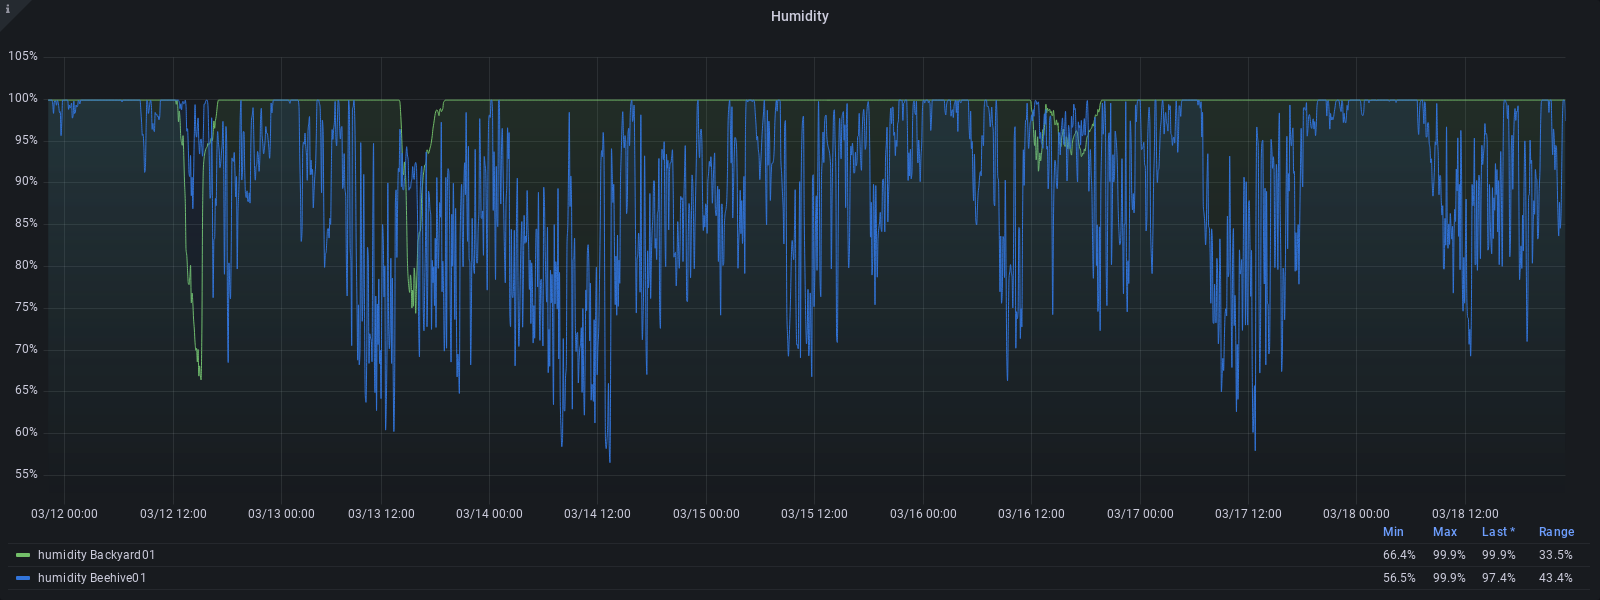 i
Humidity
105%
100%
95%
90%
85%
80%
75%
70%
65%
60%
55%
03/12 00:00 03/12 12:00 03/13 00:00 03/13 12:00 03/14 00:00 03/14 12:00 03/15 00:00 03/15 12:00 03/16 00:00 03/16 12:00 03/17 00:00 03/17 12:00 03/18 00:00 03/18 12:00
Min Max Last * Range
humidity Backyard01 66.4% 99.9% 99.9% 33.5%
humidity Beehive01 56.5% 99.9% 97.4% 43.4%